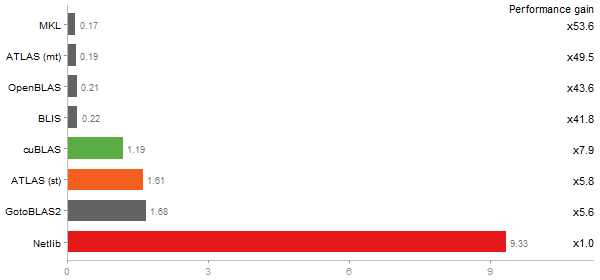 Performance gain
MKL 0.17 x53.6
ATLAS (mt) 0.19 x49.5
OpenBLAS 0.21 x43.6
BLIS 0.22 x41.8
cuBLAS 1.19 x7.9
ATLAS (st) 1.61 x5.8
GotoBLAS2 1.68 x5.6
Netlib 9.33 x1.0
0 3 6 9